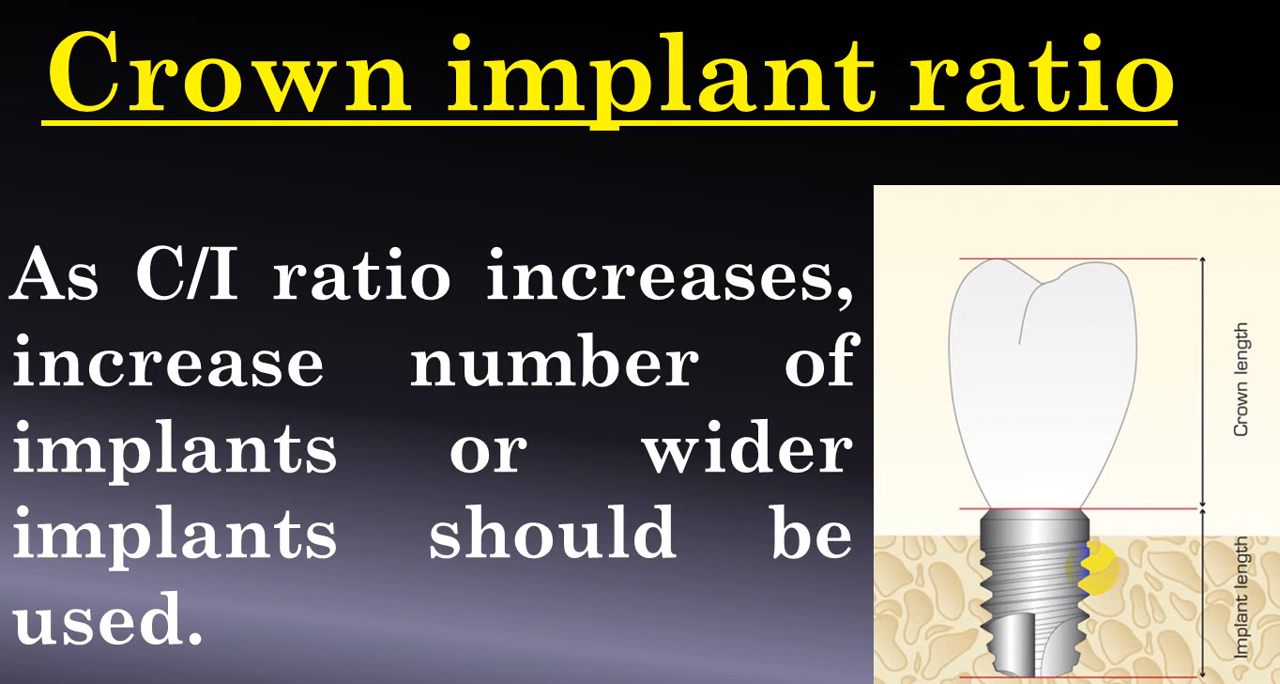 Crown implant ratio
As C/I ratio increases,
increase number of
implants or wider
implants should be
used.
Crown length
Implant length